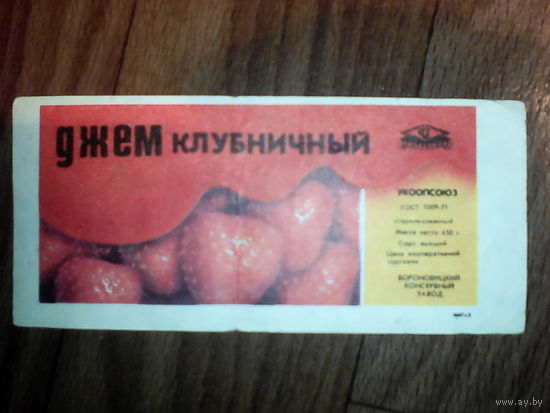 джем клубничный
УКООПСОЮЗ
ГОСТ 7009-71
стерилизованный
Масса нетто 650 г
Сорт высший
Цена кооперативной
торговли
ВОРОНОВИЦКИЙ
КОНСЕРВНЫЙ
ЗАВОД
www.ay.by